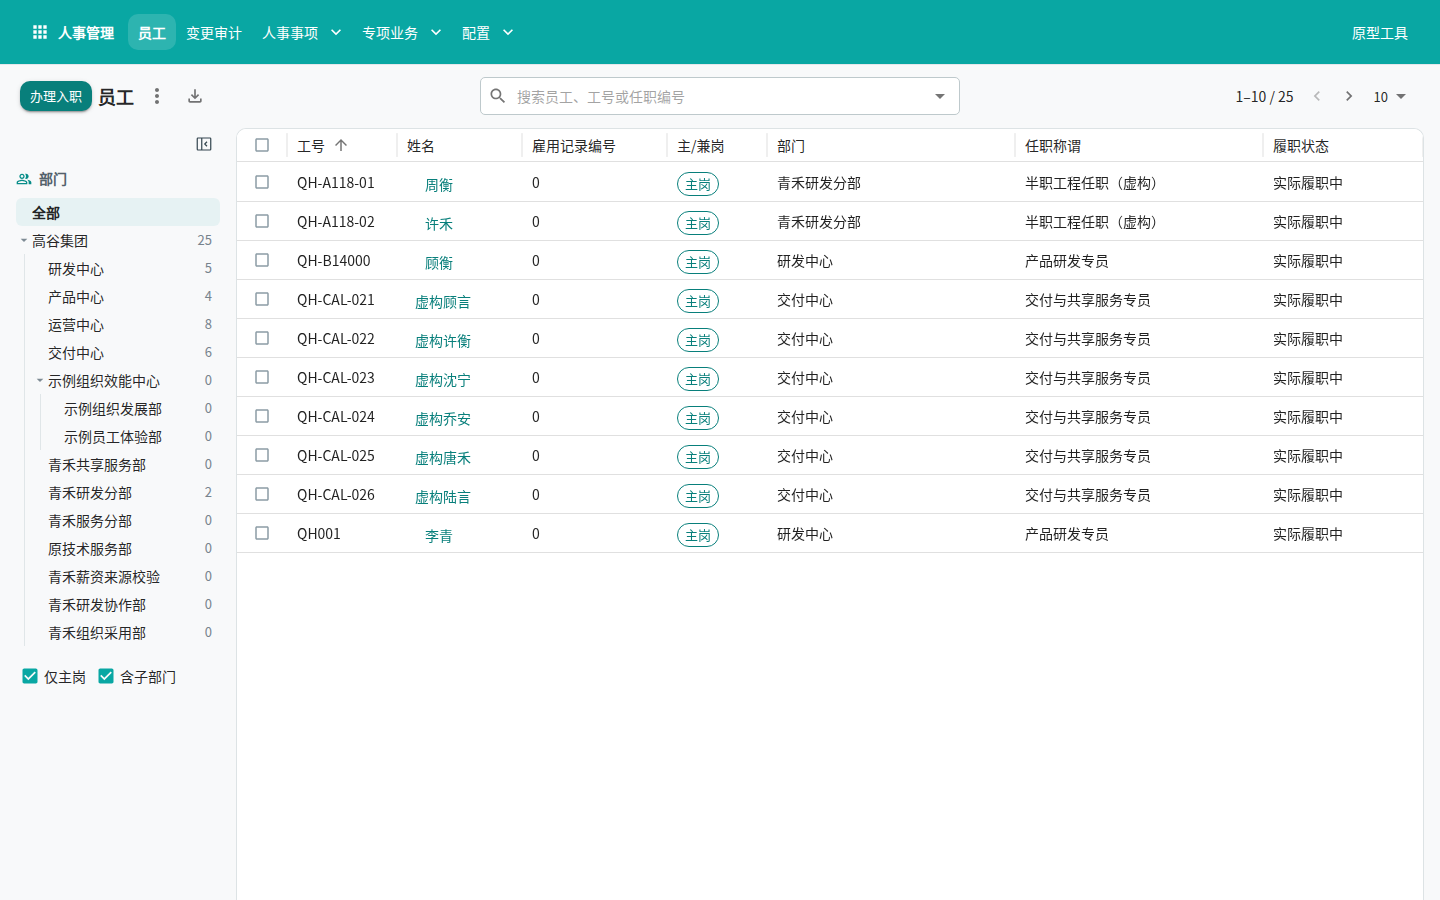 人事管理 员工 变更审计 人事事项 专项业务 配置 原型工具
办理入职 员工 搜索员工、工号或任职编号 1–10 / 25 10
部门
全部
高谷集团 25
研发中心 5
产品中心 4
运营中心 8
交付中心 6
示例组织效能中心 0
示例组织发展部 0
示例员工体验部 0
青禾共享服务部 0
青禾研发分部 2
青禾服务分部 0
原技术服务部 0
青禾薪资来源校验 0
青禾研发协作部 0
青禾组织采用部 0
仅主岗 含子部门
工号 姓名 雇用记录编号 主/兼岗 部门 任职称谓 履职状态
QH-A118-01 周衡 0 主岗 青禾研发分部 半职工程任职（虚构） 实际履职中
QH-A118-02 许禾 0 主岗 青禾研发分部 半职工程任职（虚构） 实际履职中
QH-B14000 顾衡 0 主岗 研发中心 产品研发专员 实际履职中
QH-CAL-021 虚构顾言 0 主岗 交付中心 交付与共享服务专员 实际履职中
QH-CAL-022 虚构许衡 0 主岗 交付中心 交付与共享服务专员 实际履职中
QH-CAL-023 虚构沈宁 0 主岗 交付中心 交付与共享服务专员 实际履职中
QH-CAL-024 虚构乔安 0 主岗 交付中心 交付与共享服务专员 实际履职中
QH-CAL-025 虚构唐禾 0 主岗 交付中心 交付与共享服务专员 实际履职中
QH-CAL-026 虚构陆言 0 主岗 交付中心 交付与共享服务专员 实际履职中
QH001 李青 0 主岗 研发中心 产品研发专员 实际履职中